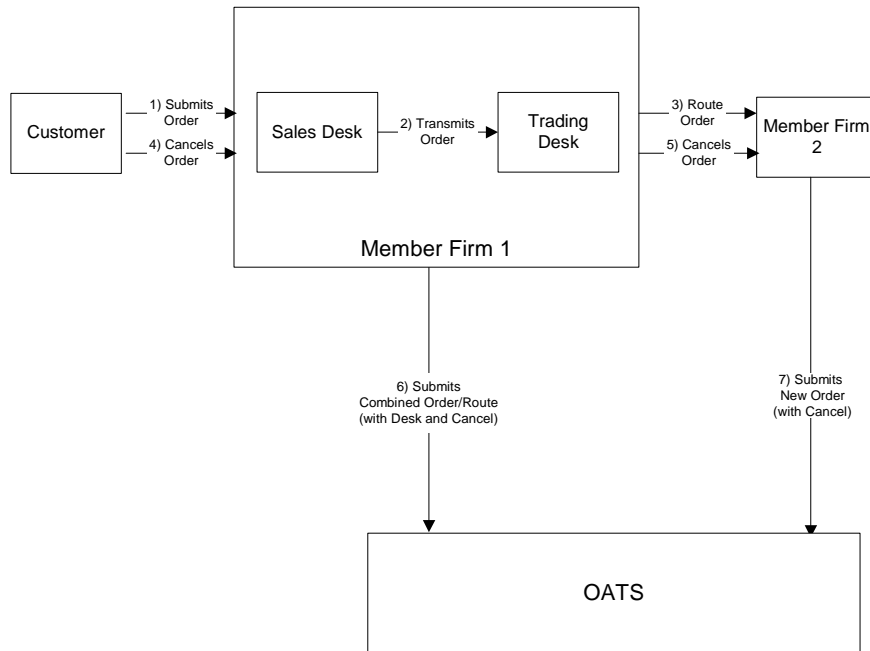 1) Submits
Order
3) Route
Order
Customer
Sales Desk
2) Transmits
Order
Trading
Desk
Member Firm
2
4) Cancels
Order
5) Cancels
Order
Member Firm 1
6) Submits
Combined Order/Route
(with Desk and Cancel)
7) Submits
New Order
(with Cancel)
OATS